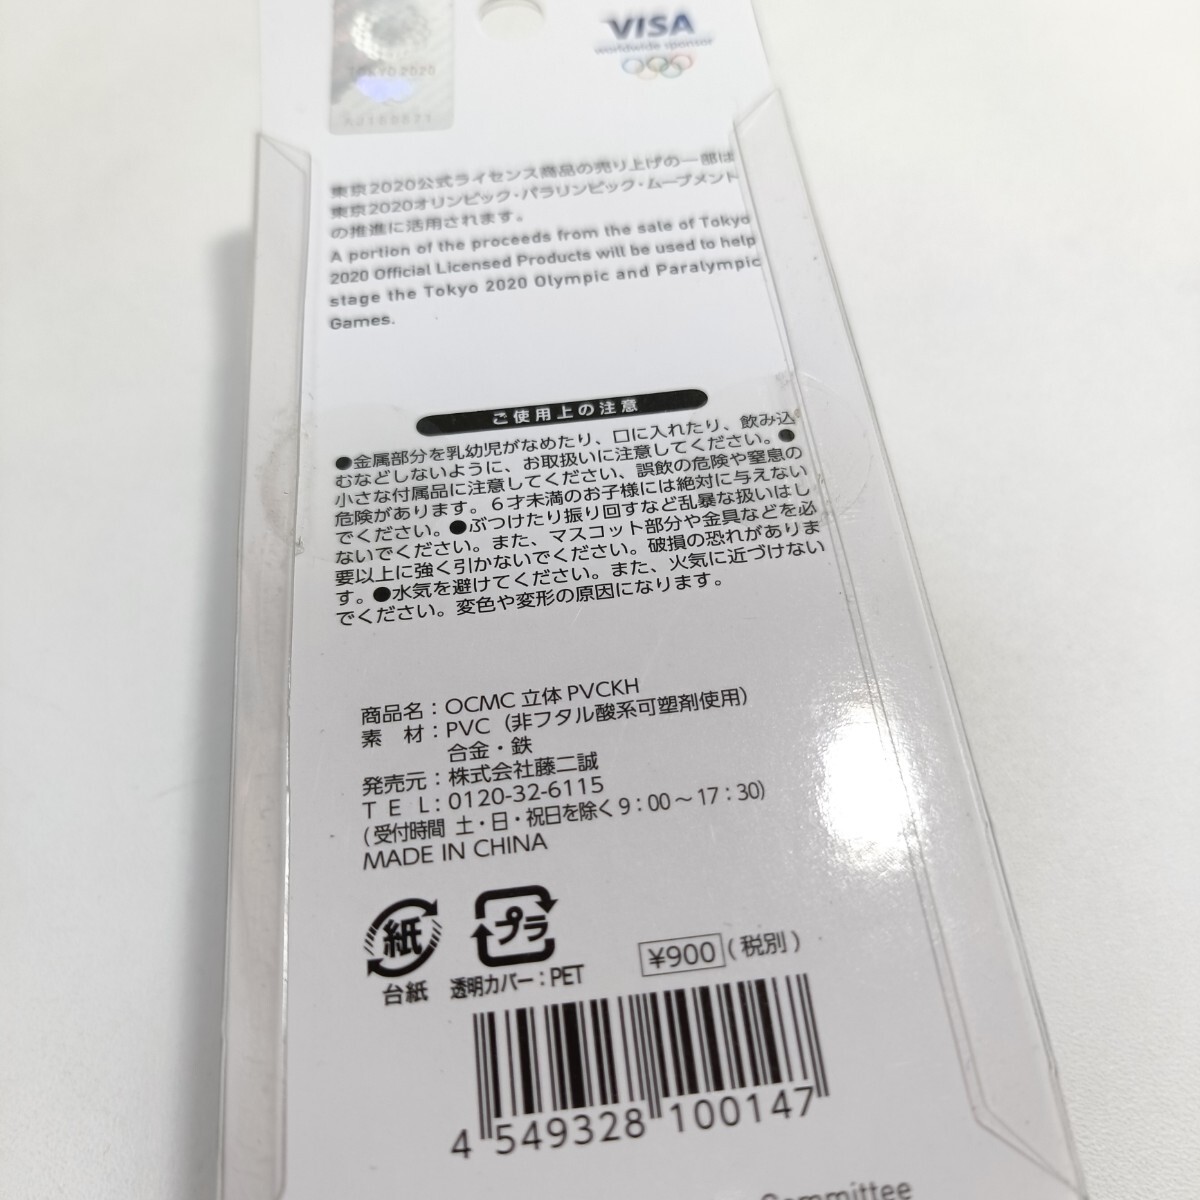 VISA
worldwide sponsor
TOKYO 2020
東京2020公式ライセンス商品の売り上げの一部は
東京2020オリンピック・パラリンピック・ムーブメント
の推進に活用されます。
A portion of the proceeds from the sale of Tokyo
2020 Official Licensed Products will be used to help
stage the Tokyo 2020 Olympic and Paralympic
Games.
ご使用上の注意
●金属部分を乳幼児がなめたり、口に入れたり、飲み込
むなどしないように、お取扱いに注意してください。●
小さな付属品に注意してください、誤飲の危険や窒息の
危険があります。6才未満のお子様には絶対に与えない
でください。●ぶつけたり振り回すなど乱暴な扱いはし
ないでください。また、マスコット部分や金具などを必
要以上に強く引かないでください。破損の恐れがありま
す。●水気を避けてください。また、火気に近づけない
でください。変色や変形の原因になります。
商品名：OCMC 立体 PVCKH
素 材：PVC（非フタル酸系可塑剤使用）
合金・鉄
発売元：株式会社藤二誠
T E L：0120-32-6115
（受付時間 土・日・祝日を除く 9：00～17：30）
MADE IN CHINA
紙
プラ
台紙
透明カバー：PET
¥900（税別）
4 549328 100147
Committee